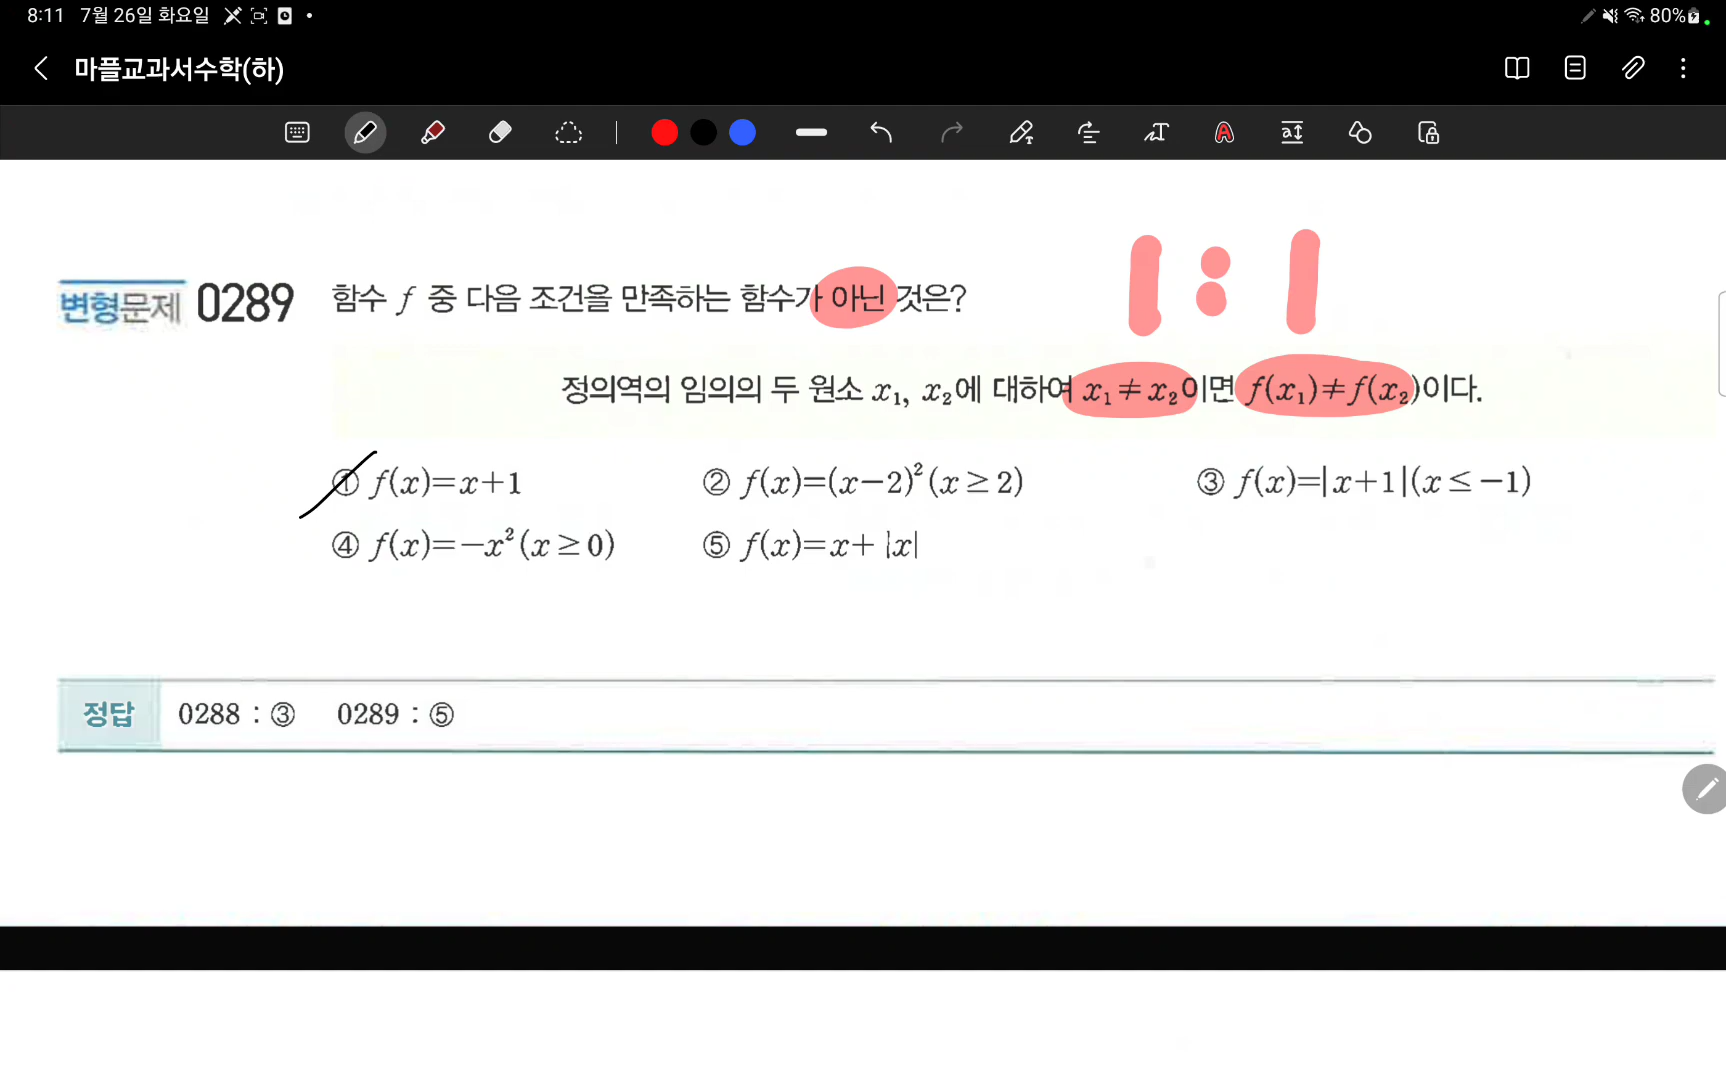 8:11 7월 26일 화요일 80%
마플교과서수학(하)
1:1
변형문제 0289 함수 f 중 다음 조건을 만족하는 함수가 아닌 것은?
정의역의 임의의 두 원소 x₁, x₂에 대하여 x₁≠x₂이면 f(x₁)≠f(x₂)이다.
① f(x)=x+1 ② f(x)=(x−2)²(x≥2) ③ f(x)=|x+1|(x≤−1)
④ f(x)=−x²(x≥0) ⑤ f(x)=x+|x|
정답 0288 : ③ 0289 : ⑤